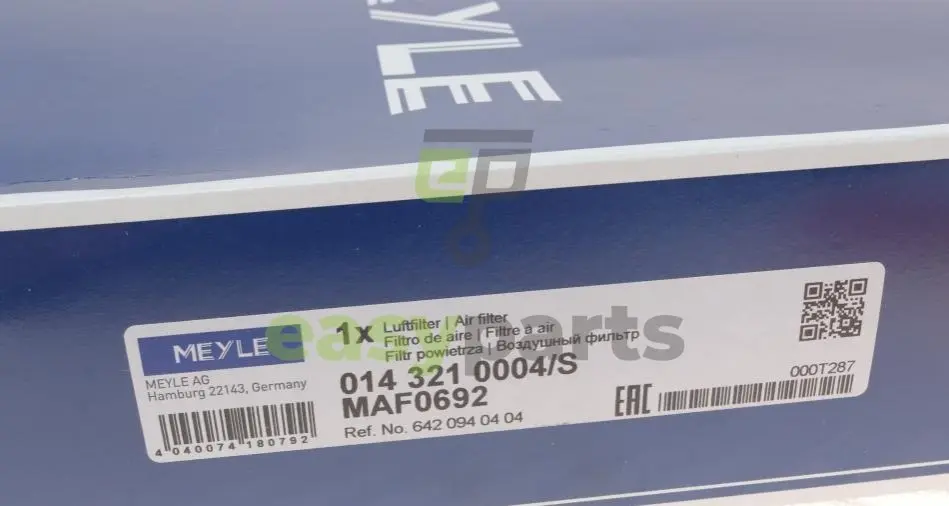 MEYLE
eP
easyparts
MEYLE
MEYLE AG
Hamburg 22143, Germany
4 040074 180792
1x
Luftfilter | Air filter
Filtro de aire | Filtre à air
Filtr powietrza | Воздушный фильтр
014 321 0004/S
MAF0692
Ref. No. 642 094 04 04
EAC
000T287